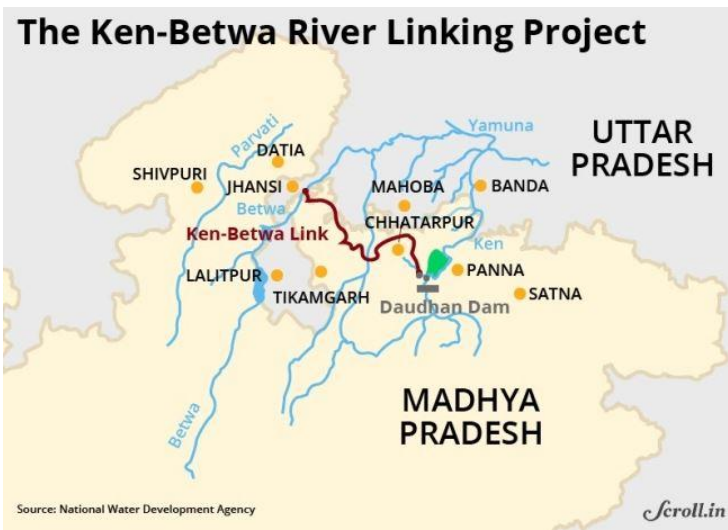 The Ken-Betwa River Linking Project
Parvati
Yamuna
UTTAR
PRADESH
DATIA
SHIVPURI
JHANSI
MAHOBA
BANDA
Betwa
CHHATARPUR
Ken-Betwa Link
Ken
LALITPUR
TIKAMGARH
PANNA
Daudhan Dam
SATNA
Betwa
MADHYA
PRADESH
Source: National Water Development Agency
Scroll.in